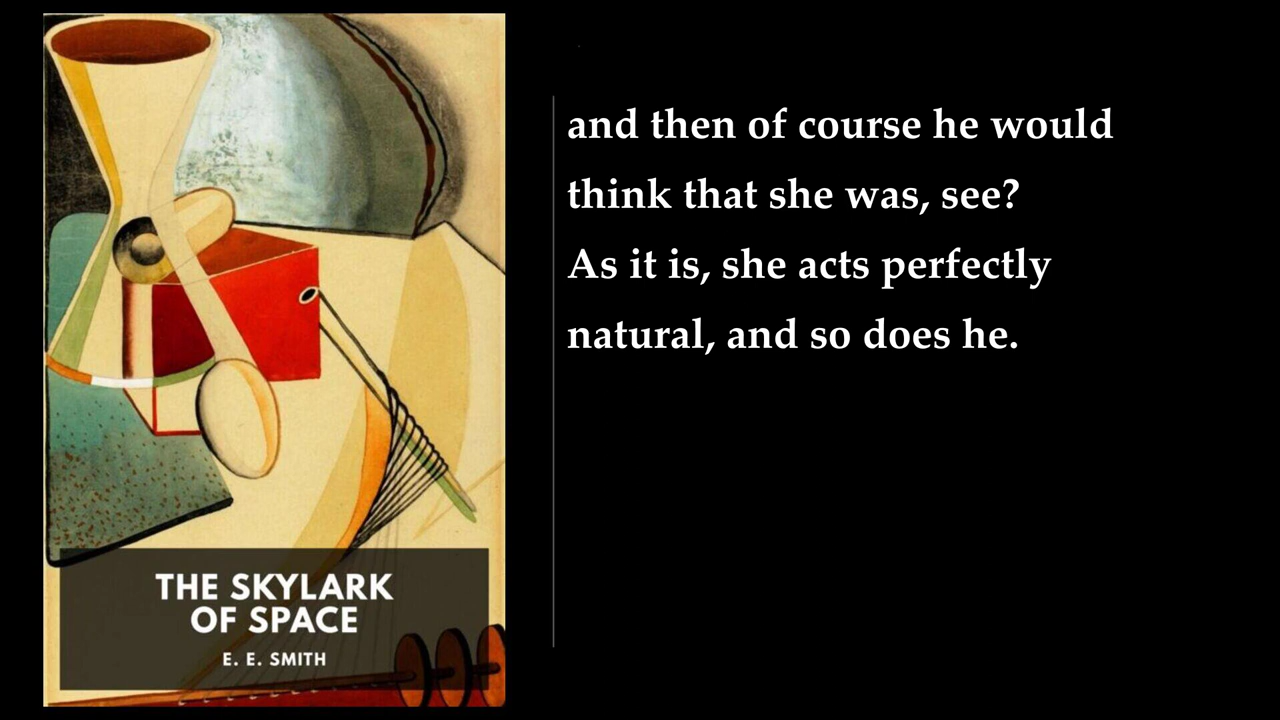 and then of course he would
think that she was, see?
As it is, she acts perfectly
natural, and so does he.
THE SKYLARK
OF SPACE
E. E. SMITH